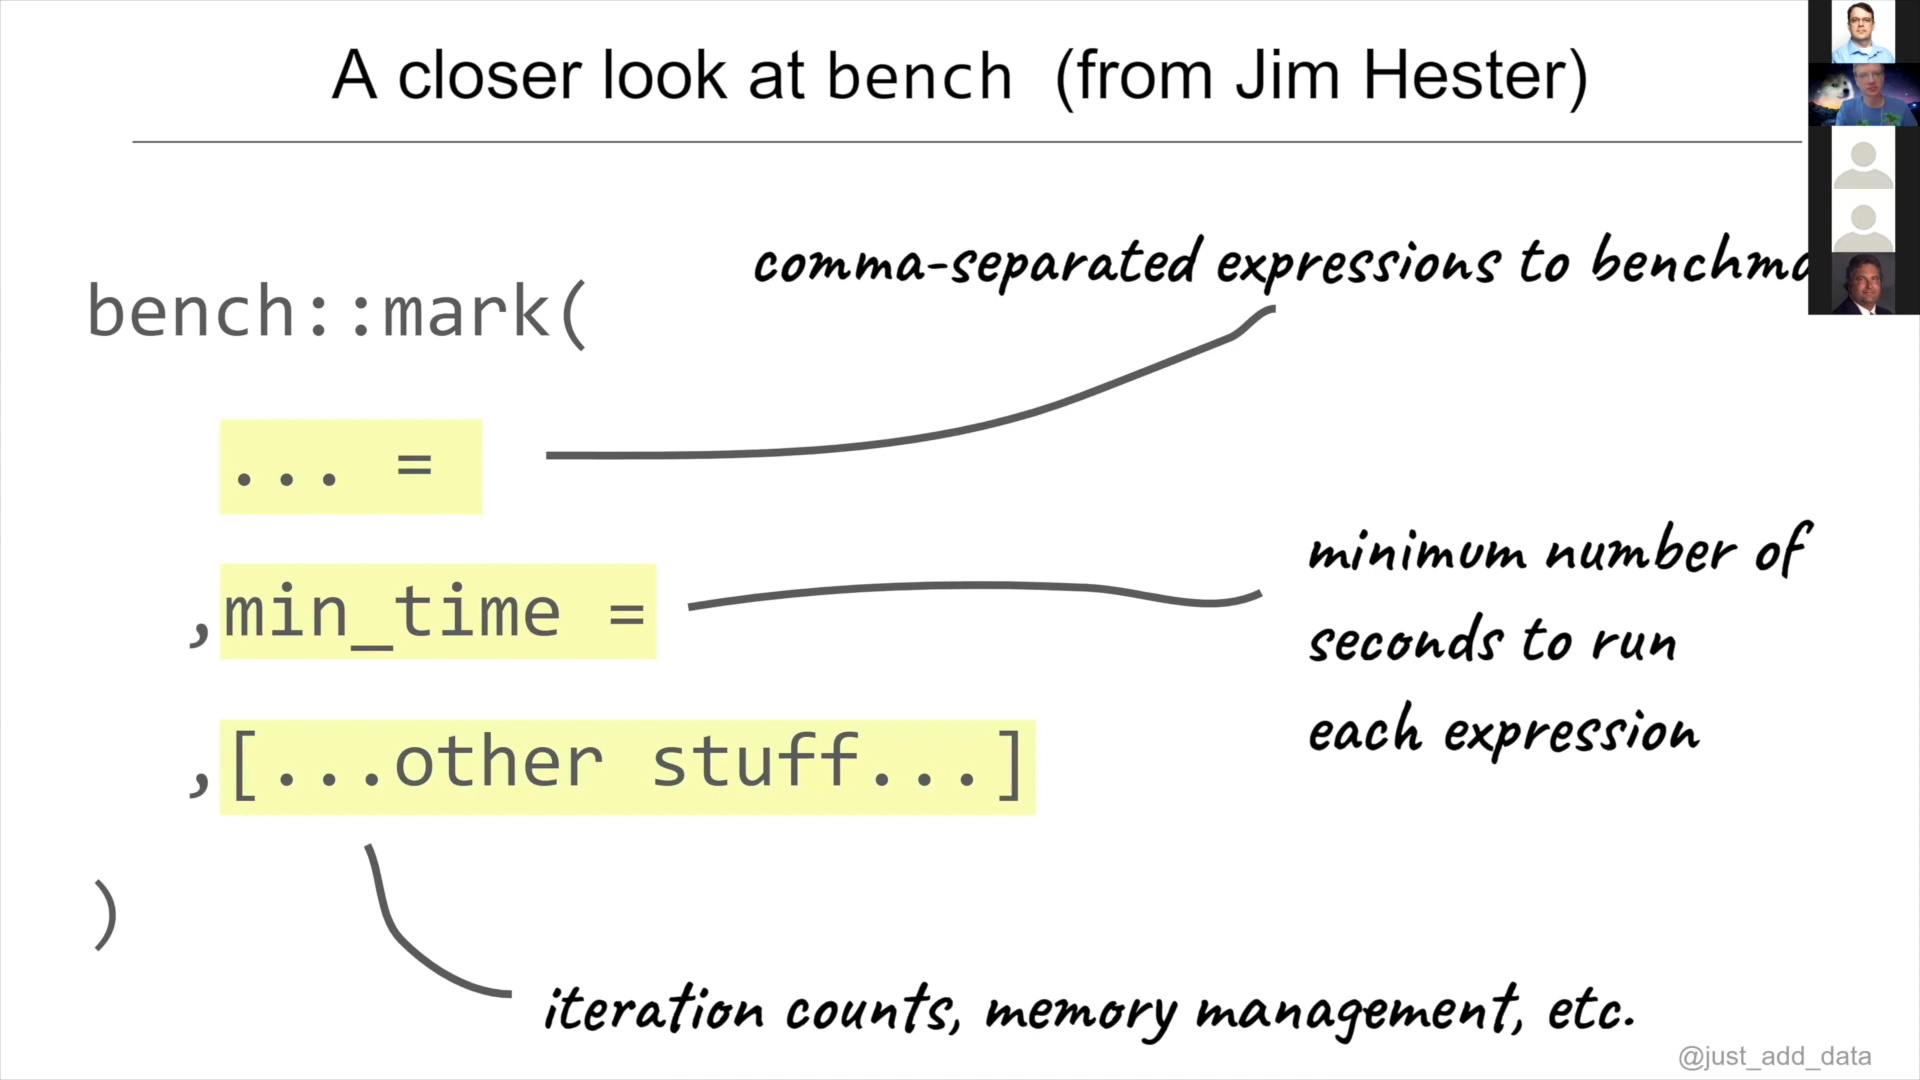 A closer look at bench (from Jim Hester)
comma-separated expressions to
bench::mark(
... =
minimum number of
,min_time =
seconds to run
each expression
,[...other stuff...]
)
iteration counts, memory management, etc.
@just_add_data